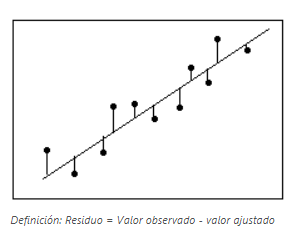 Definición: Residuo = Valor observado - valor ajustado